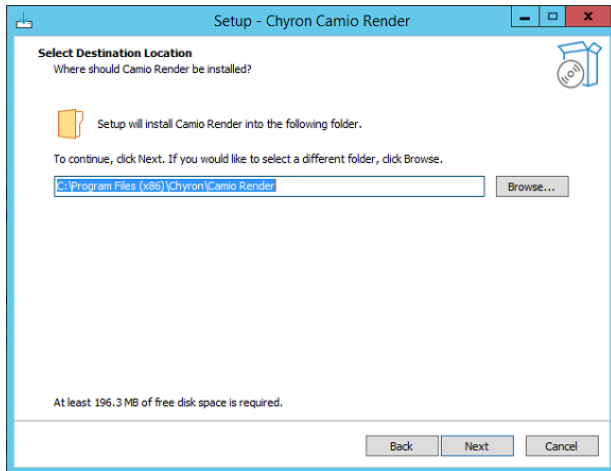 Setup - Chyron Camio Render
Select Destination Location
Where should Camio Render be installed?
Setup will install Camio Render into the following folder.
To continue, click Next. If you would like to select a different folder, click Browse.
C:\Program Files (x86)\Chyron\Camio Render
Browse...
At least 196.3 MB of free disk space is required.
Back
Next
Cancel